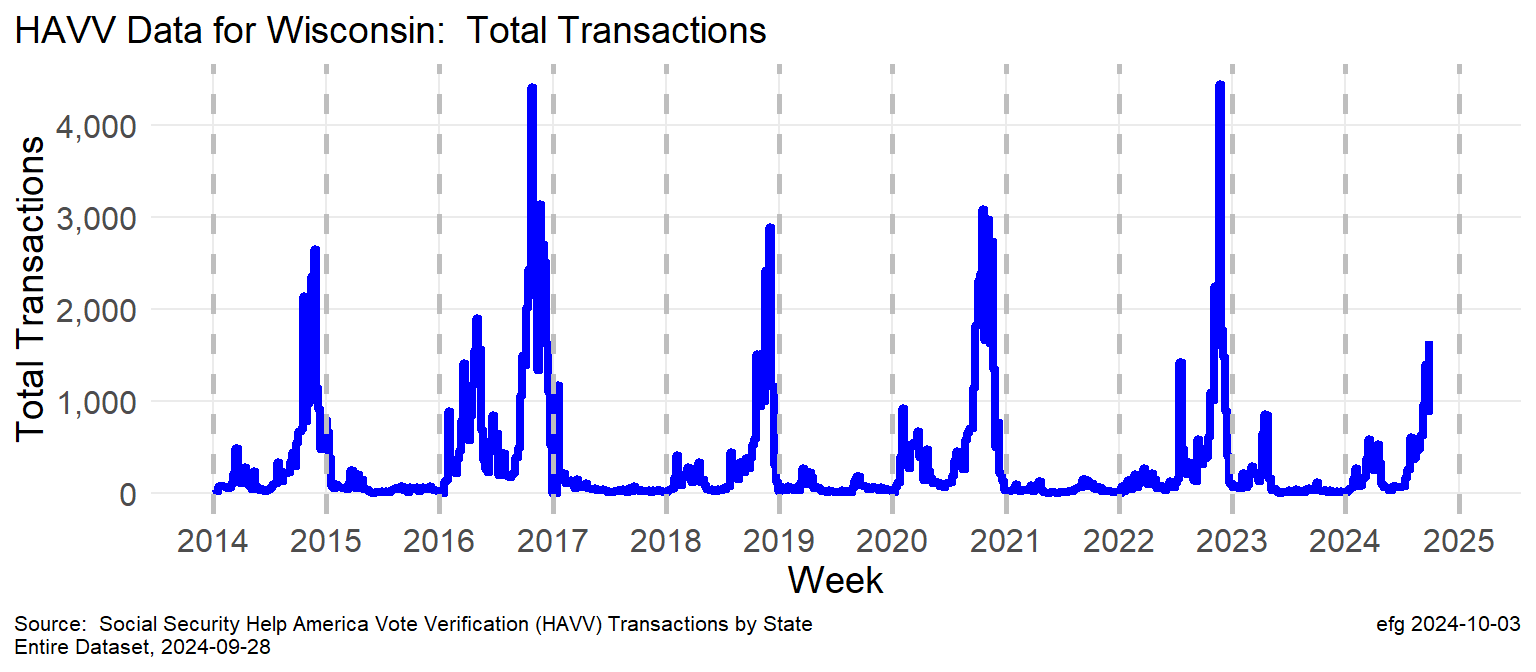 HAVV Data for Wisconsin:  Total Transactions
Total Transactions
4,000
3,000
2,000
1,000
0
2014 2015 2016 2017 2018 2019 2020 2021 2022 2023 2024 2025
Week
Source:  Social Security Help America Vote Verification (HAVV) Transactions by State
Entire Dataset, 2024-09-28
efg 2024-10-03